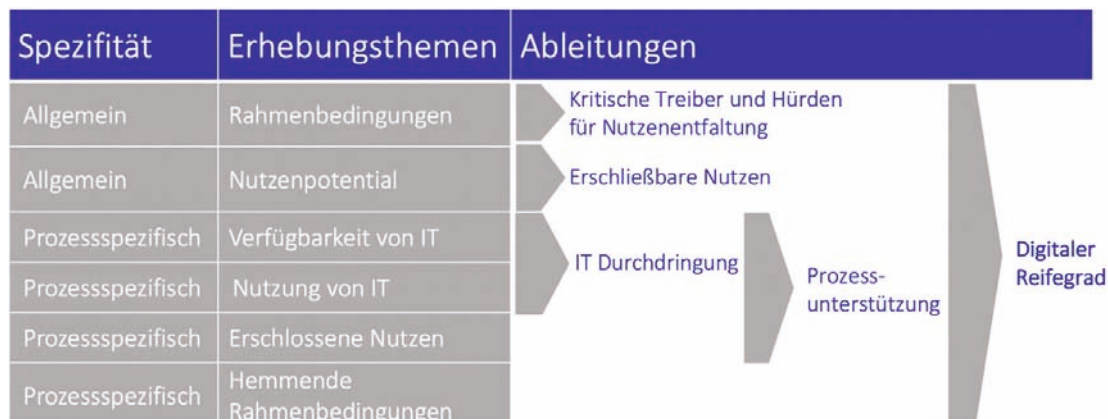 Spezifität Erhebungsthemen Ableitungen
Allgemein Rahmenbedingungen
Kritische Treiber und Hürden
für Nutzenentfaltung
Allgemein Nutzenpotential Erschließbare Nutzen
Prozessspezifisch Verfügbarkeit von IT
IT Durchdringung
Prozessspezifisch Nutzung von IT
Prozess-
unterstützung
Digitaler
Reifegrad
Prozessspezifisch Erschlossene Nutzen
Prozessspezifisch Hemmende
Rahmenbedingungen